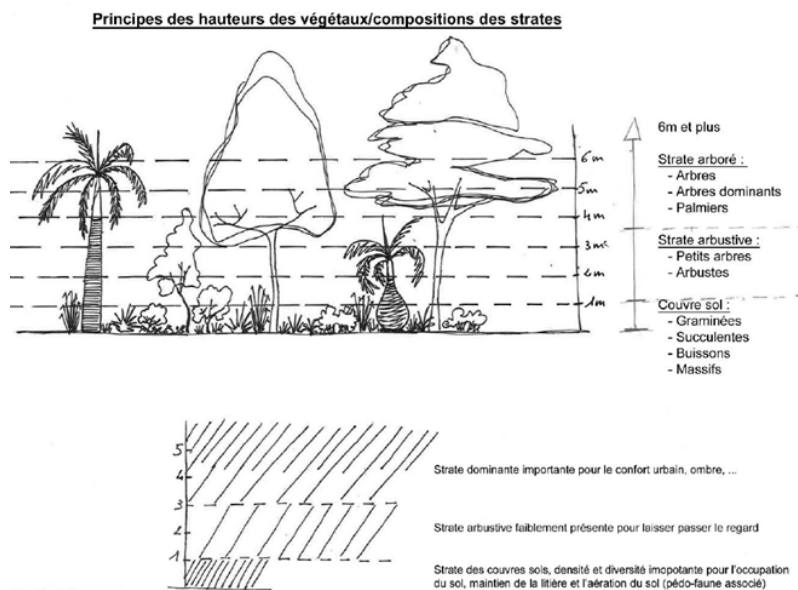 Principes des hauteurs des végétaux/compositions des strates
6m et plus
6m
Strate arboré :
- Arbres
5m
- Arbres dominants
- Palmiers
4m
3m
Strate arbustive :
- Petits arbres
2m
- Arbustes
1m
Couvre sol :
- Graminées
- Succulentes
- Buissons
- Massifs
5
4
Strate dominante importante pour le confort urbain, ombre, ...
3
2
Strate arbustive faiblement présente pour laisser passer le regard
1
Strate des couvres sols, densité et diversité imopotante pour l'occupation
du sol, maintien de la litière et l'aération du sol (pédo-faune associé)